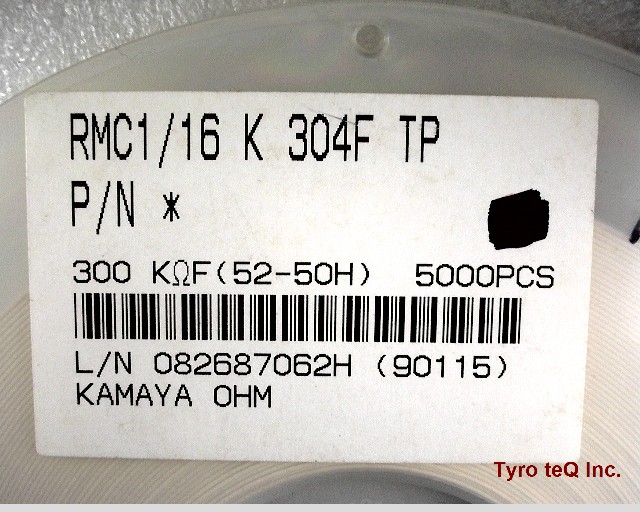 RMC1/16 K 304F TP
P/N *
300 KΩF(52-50H) 5000PCS
L/N 082687062H (90115)
KAMAYA OHM
Tyro teQ Inc.